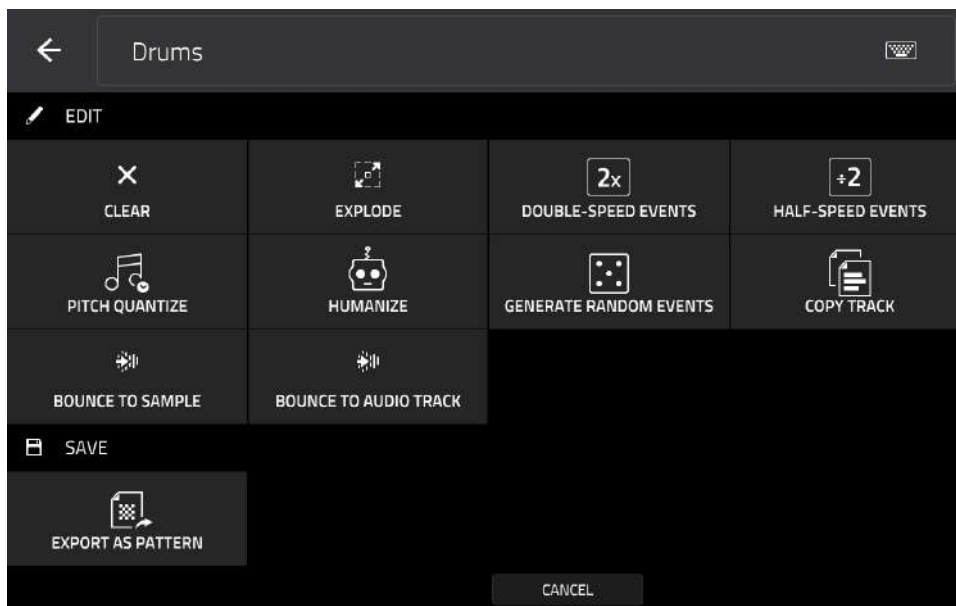 Drums
EDIT
CLEAR
EXPLODE
2x
DOUBLE-SPEED EVENTS
÷2
HALF-SPEED EVENTS
PITCH QUANTIZE
HUMANIZE
GENERATE RANDOM EVENTS
COPY TRACK
BOUNCE TO SAMPLE
BOUNCE TO AUDIO TRACK
SAVE
EXPORT AS PATTERN
CANCEL